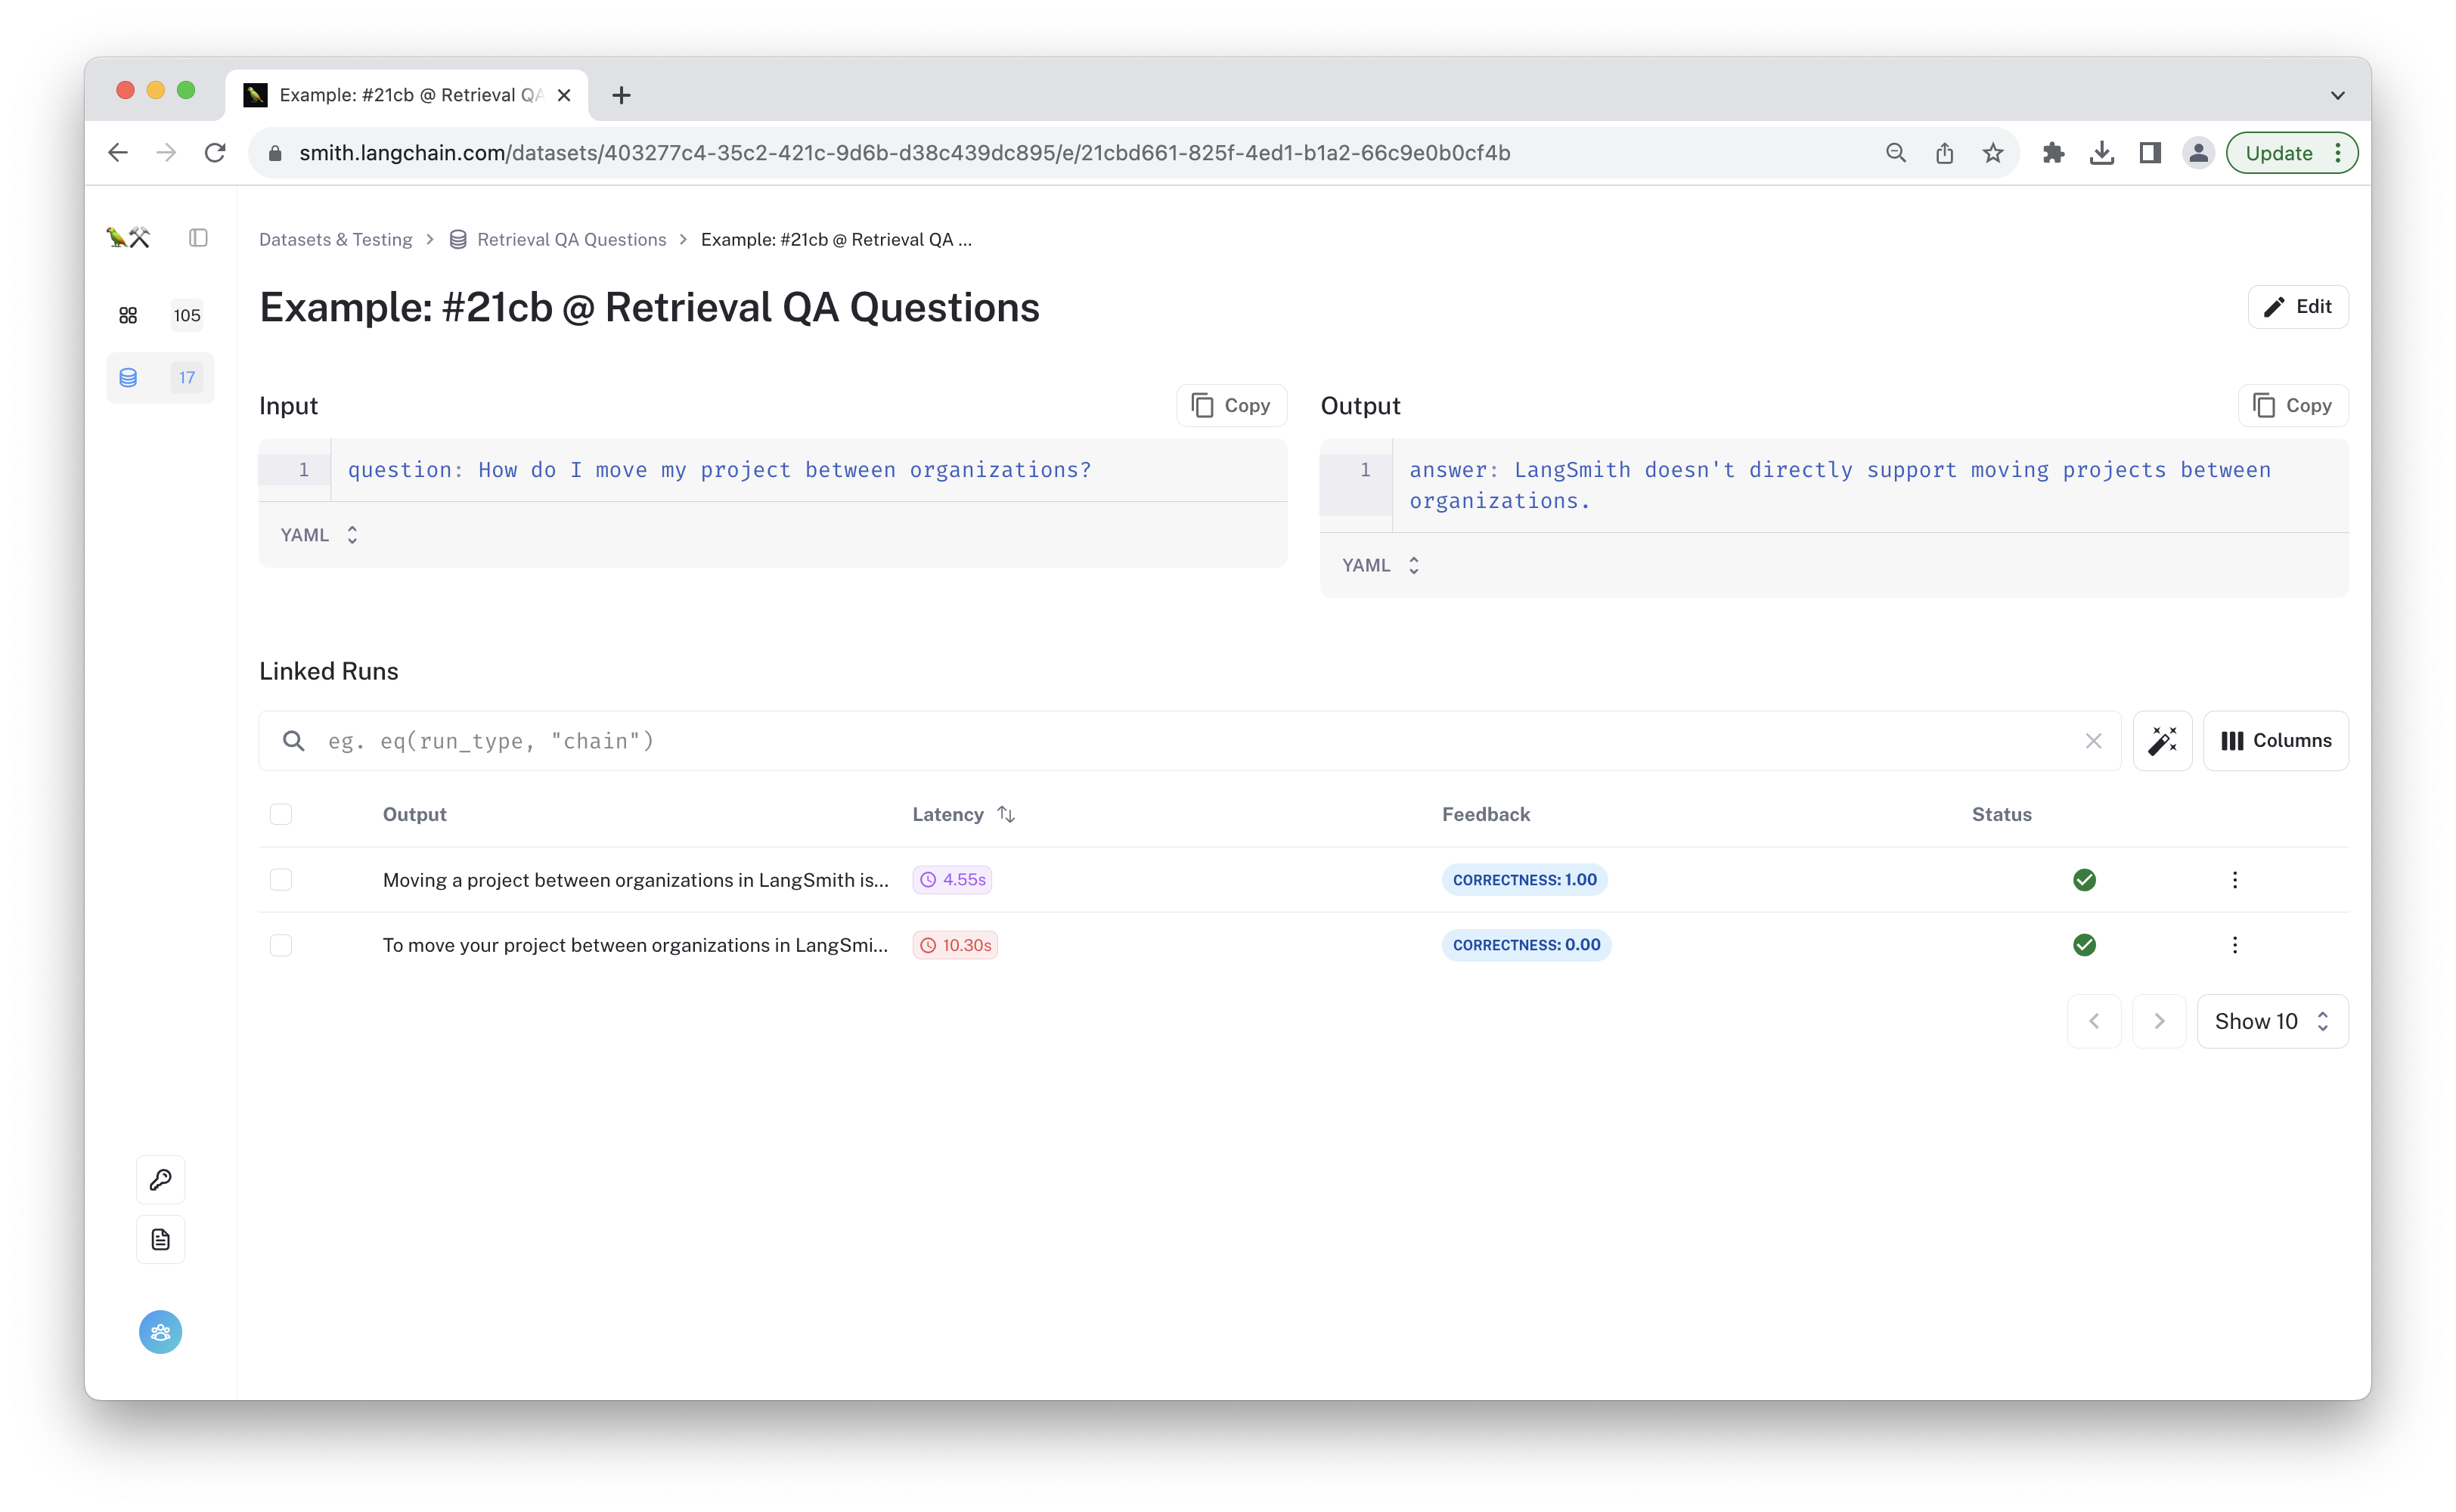 Example: #21cb @ Retrieval QA
smith.langchain.com/datasets/403277c4-35c2-421c-9d6b-d38c439dc895/e/21cbd661-825f-4ed1-b1a2-66c9e0b0cf4b
Update
Datasets & Testing > Retrieval QA Questions > Example: #21cb @ Retrieval QA ...
105
17
Example: #21cb @ Retrieval QA Questions
Edit
Input
Copy
1 question: How do I move my project between organizations?
YAML
Output
Copy
1 answer: LangSmith doesn't directly support moving projects between
organizations.
YAML
Linked Runs
eg. eq(run_type, "chain")
Columns
Output Latency Feedback Status
Moving a project between organizations in LangSmith is... 4.55s CORRECTNESS: 1.00
To move your project between organizations in LangSmi... 10.30s CORRECTNESS: 0.00
Show 10